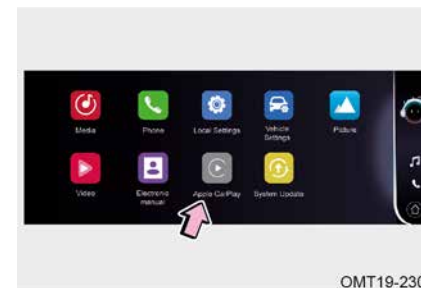 Media
Phone
Local Settings
Vehicle
Settings
Picture
Video
Electronic
manual
Apple CarPlay
System Update
OMT19-230